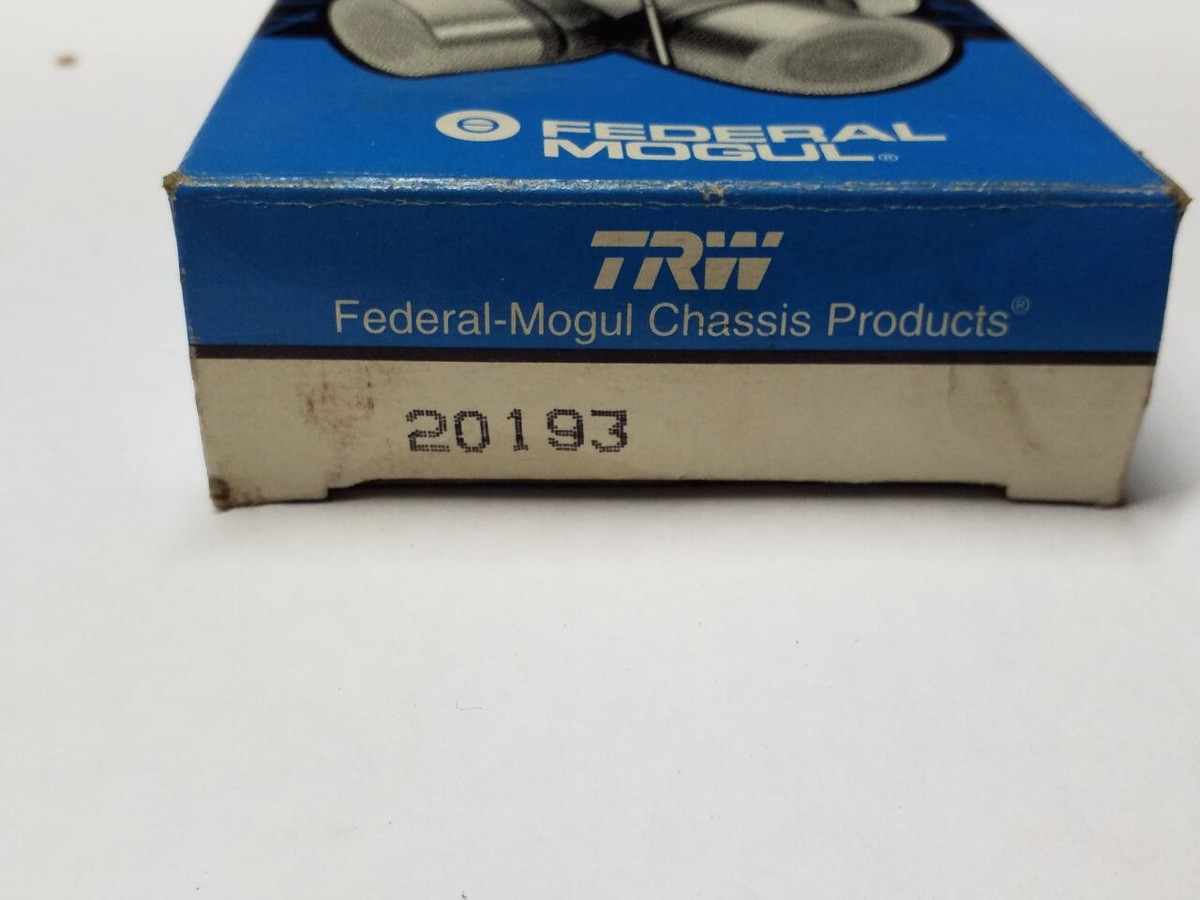 FEDERAL
MOGUL®
TRW
Federal-Mogul Chassis Products®
20193